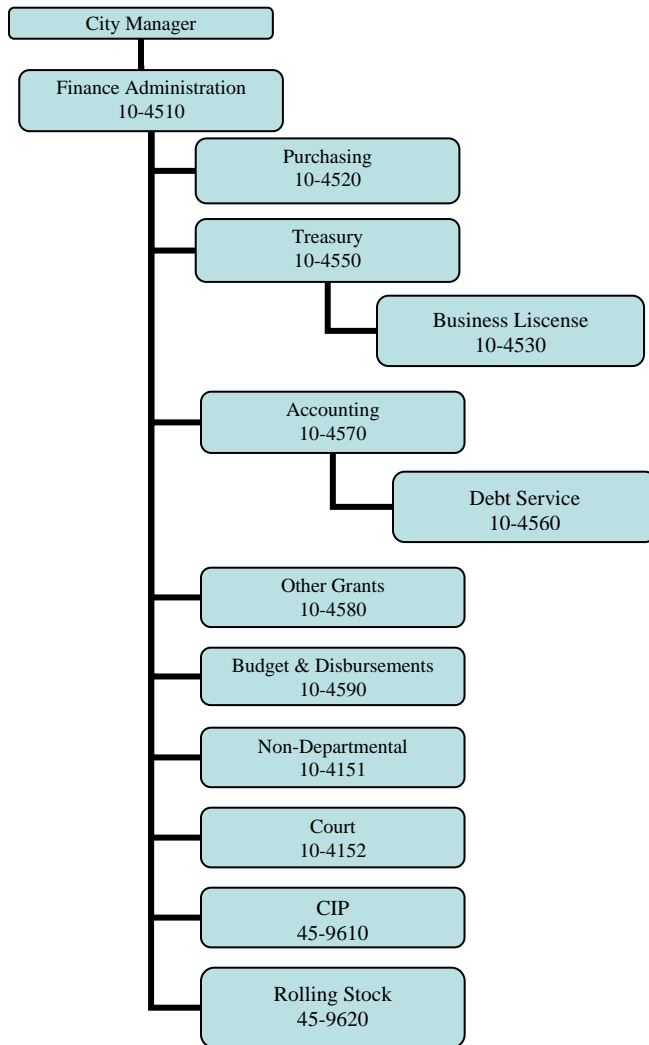 City Manager
Finance Administration
10-4510
Purchasing
10-4520
Treasury
10-4550
Business Liscense
10-4530
Accounting
10-4570
Debt Service
10-4560
Other Grants
10-4580
Budget & Disbursements
10-4590
Non-Departmental
10-4151
Court
10-4152
CIP
45-9610
Rolling Stock
45-9620